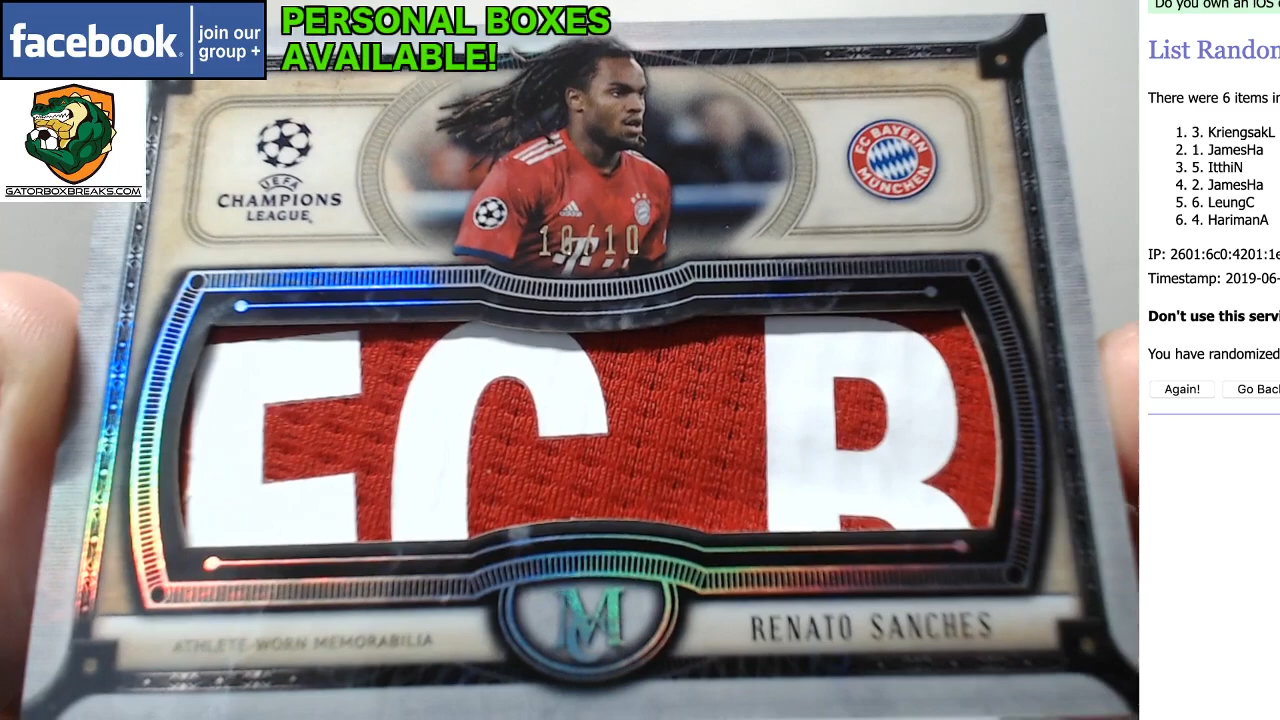 facebook
join our
group +
PERSONAL BOXES
AVAILABLE!
GATORBOXBREAKS.COM
UEFA
CHAMPIONS
LEAGUE
FC BAYERN
MÜNCHEN
adidas
10/10
T
FC B
M
ATHLETE-WORN MEMORABILIA
RENATO SANCHES
Do you own an iOS
List Random
There were 6 items in
1. 3. KriengsakL
2. 1. JamesHa
3. 5. ItthiN
4. 2. JamesHa
5. 6. LeungC
6. 4. HarimanA
IP: 2601:6c0:4201:1e
Timestamp: 2019-06-
Don't use this servi
You have randomized
Again!
Go Back